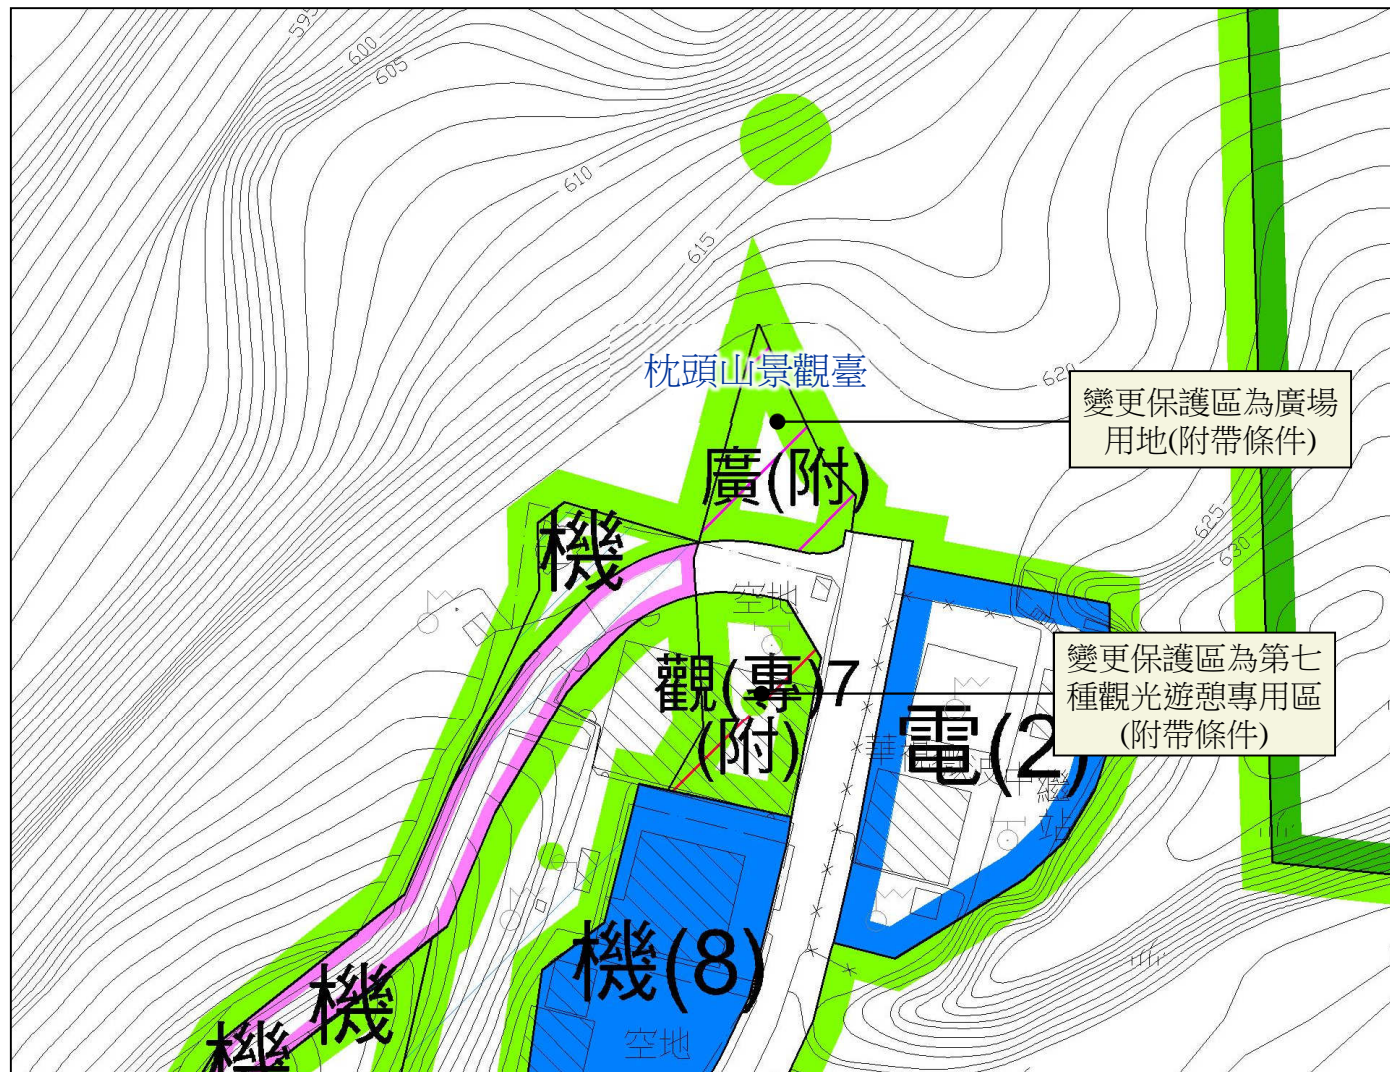 595
600
605
610
615
枕頭山景觀臺
620
變更保護區為廣場
用地(附帶條件)
廣(附)
625
630
機
空地
變更保護區為第七
種觀光遊憩專用區
(附帶條件)
觀(專)7
(附)
電(2)
機(8)
機
機
空地